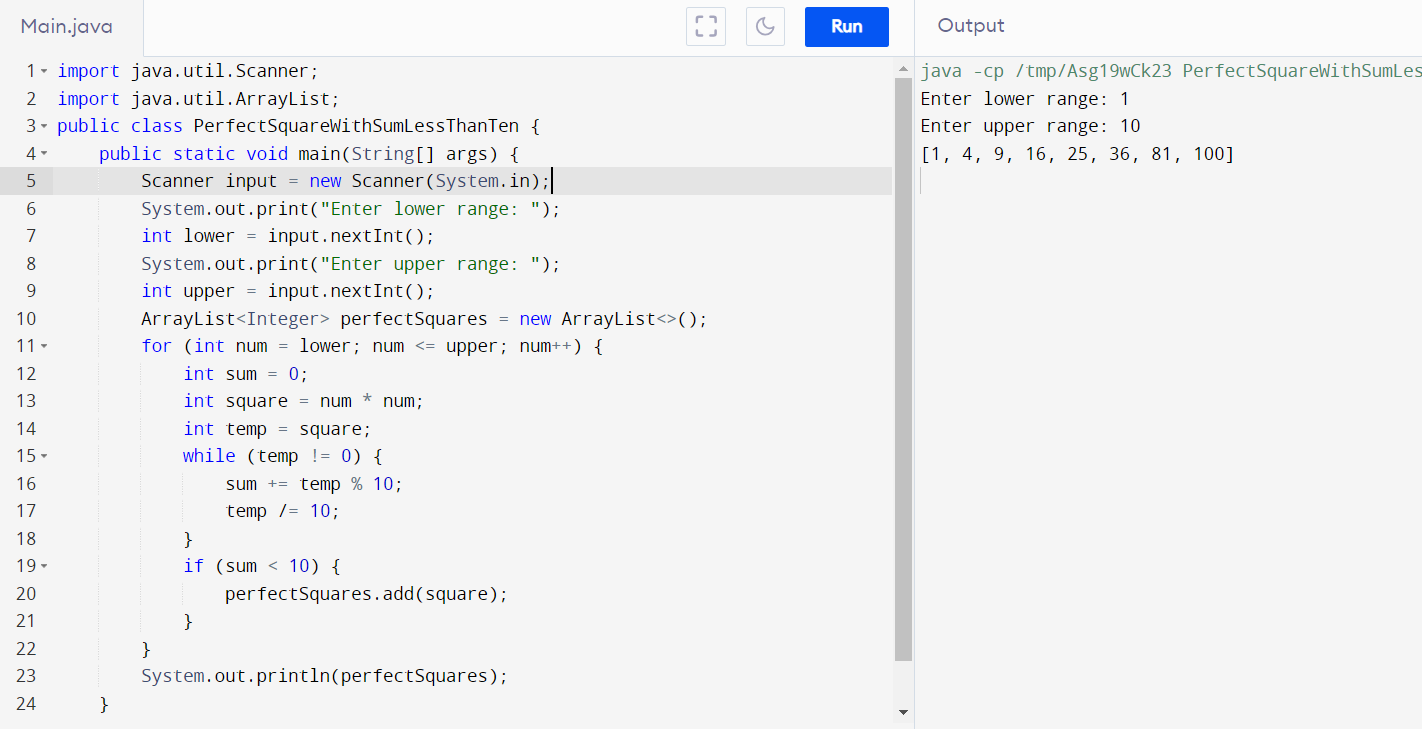 Main.java
Run
Output
1 import java.util.Scanner;
2 import java.util.ArrayList;
3 public class PerfectSquareWithSumLessThanTen {
4 public static void main(String[] args) {
5 Scanner input = new Scanner(System.in);
6 System.out.print("Enter lower range: ");
7 int lower = input.nextInt();
8 System.out.print("Enter upper range: ");
9 int upper = input.nextInt();
10 ArrayList<Integer> perfectSquares = new ArrayList<>();
11 for (int num = lower; num <= upper; num++) {
12 int sum = 0;
13 int square = num * num;
14 int temp = square;
15 while (temp != 0) {
16 sum += temp % 10;
17 temp /= 10;
18 }
19 if (sum < 10) {
20 perfectSquares.add(square);
21 }
22 }
23 System.out.println(perfectSquares);
24 }
java -cp /tmp/Asg19wCk23 PerfectSquareWithSumLes
Enter lower range: 1
Enter upper range: 10
[1, 4, 9, 16, 25, 36, 81, 100]